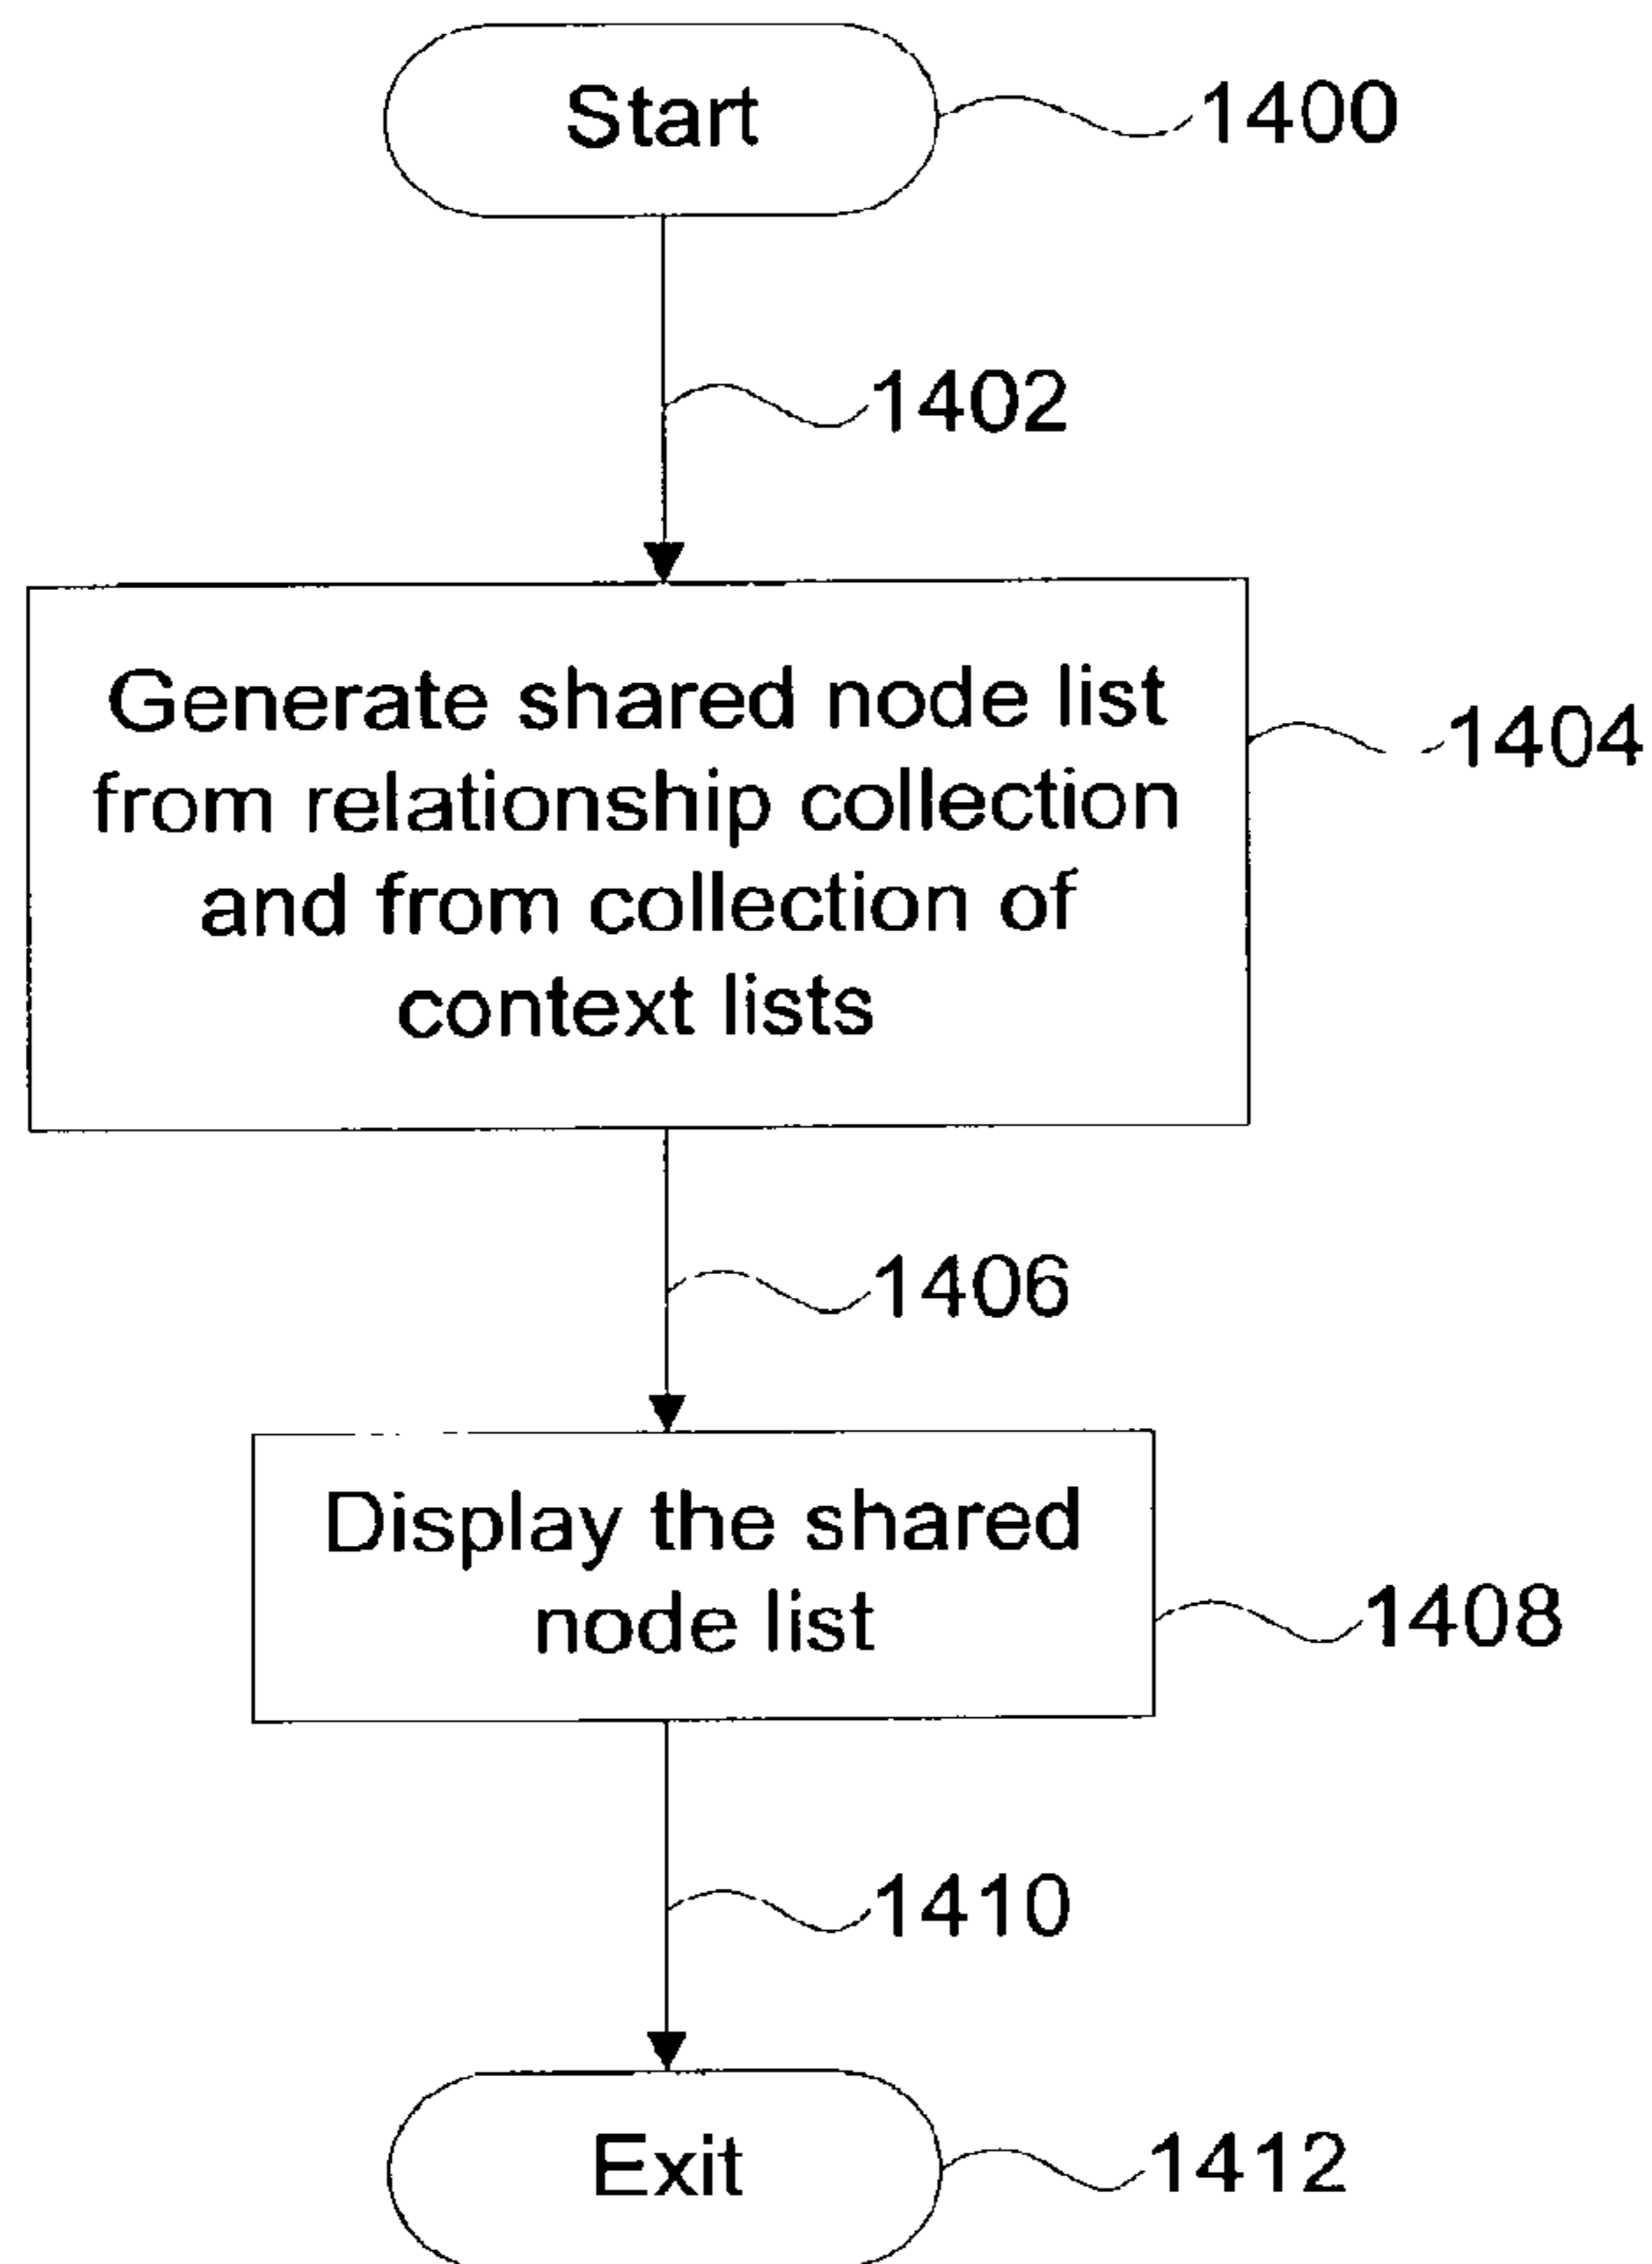 Start
1400
1402
Generate shared node list
from relationship collection
and from collection of
context lists
1404
1406
Display the shared
node list
1408
1410
Exit
1412